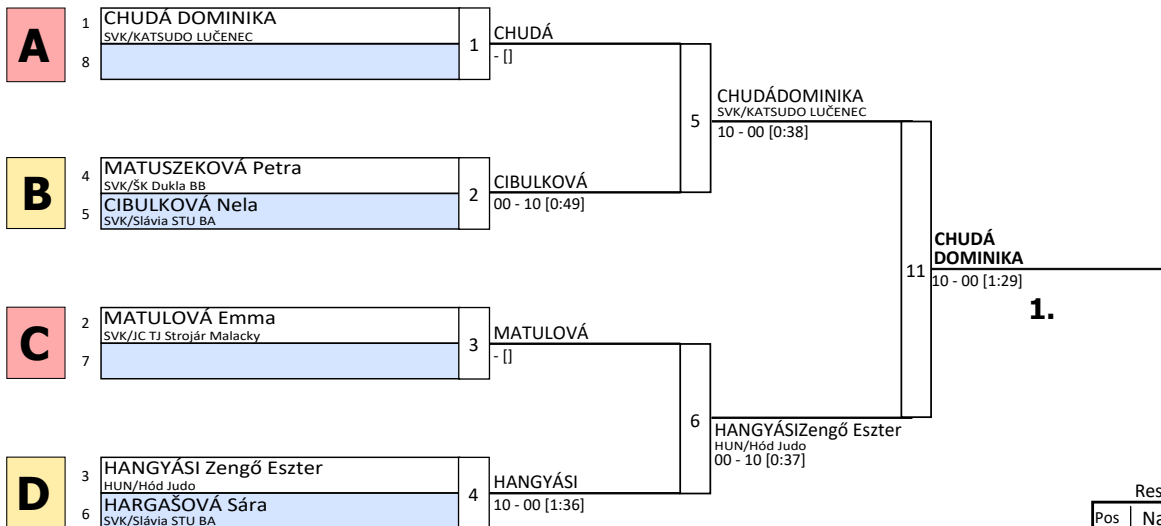 A
1
CHUDÁ DOMINIKA
SVK/KATSUDO LUČENEC
8
1
CHUDÁ
- []
B
4
MATUSZEKOVÁ Petra
SVK/ŠK Dukla BB
5
CIBULKOVÁ Nela
SVK/Slávia STU BA
2
CIBULKOVÁ
00 - 10 [0:49]
5
CHUDÁDOMINIKA
SVK/KATSUDO LUČENEC
10 - 00 [0:38]
C
2
MATULOVÁ Emma
SVK/JC TJ Strojár Malacky
7
3
MATULOVÁ
- []
D
3
HANGYÁSI Zengő Eszter
HUN/Hód Judo
6
HARGAŠOVÁ Sára
SVK/Slávia STU BA
4
HANGYÁSI
10 - 00 [1:36]
6
HANGYÁSIZengő Eszter
HUN/Hód Judo
00 - 10 [0:37]
11
CHUDÁ
DOMINIKA
10 - 00 [1:29]
1.
Res
Pos Na